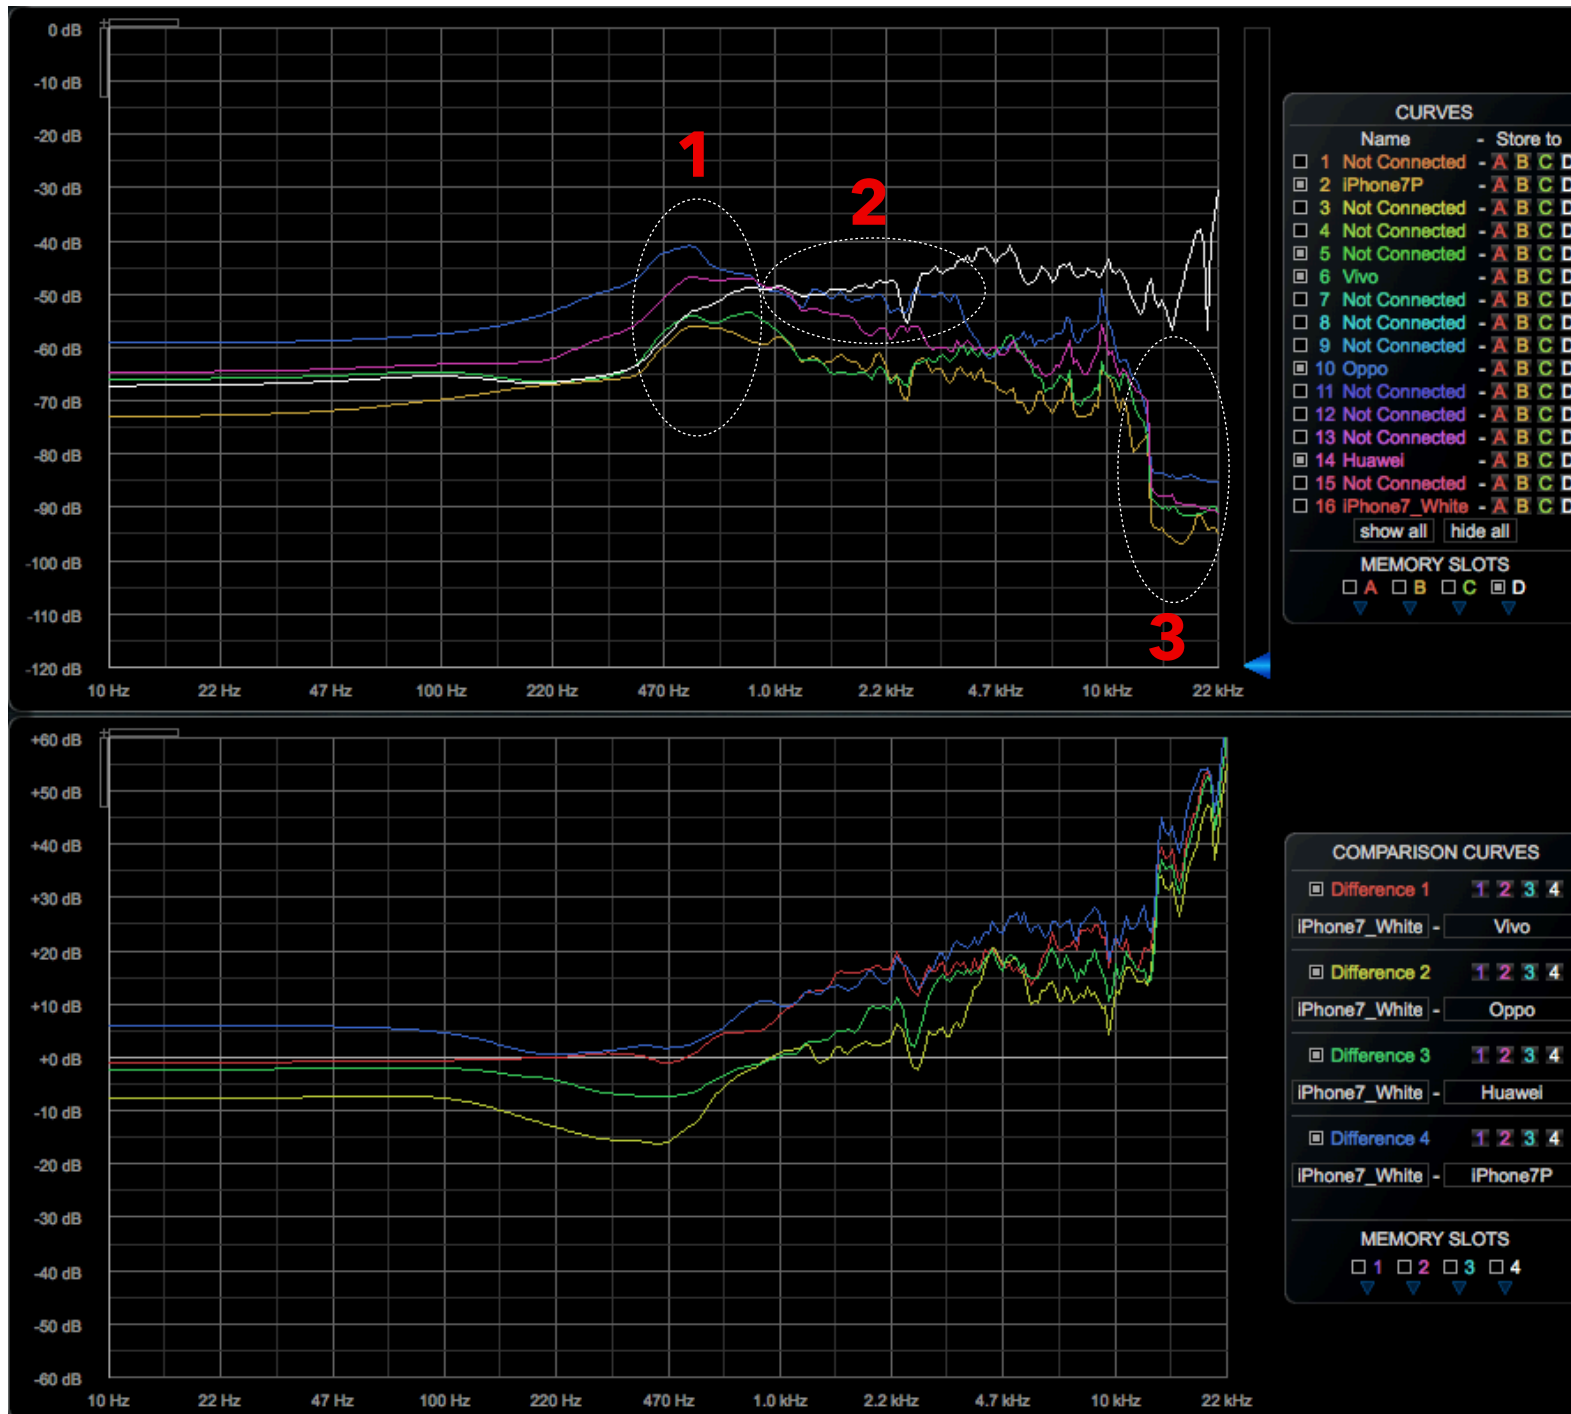 0 dB
-10 dB
-20 dB
-30 dB
-40 dB
-50 dB
-60 dB
-70 dB
-80 dB
-90 dB
-100 dB
-110 dB
-120 dB
10 Hz 22 Hz 47 Hz 100 Hz 220 Hz 470 Hz 1.0 kHz 2.2 kHz 4.7 kHz 10 kHz 22 kHz
1
2
3
CURVES
Name - Store to
1 Not Connected - A B C D
2 iPhone7P - A B C D
3 Not Connected - A B C D
4 Not Connected - A B C D
5 Not Connected - A B C D
6 Vivo - A B C D
7 Not Connected - A B C D
8 Not Connected - A B C D
9 Not Connected - A B C D
10 Oppo - A B C D
11 Not Connected - A B C D
12 Not Connected - A B C D
13 Not Connected - A B C D
14 Huawei - A B C D
15 Not Connected - A B C D
16 iPhone7_White - A B C D
show all hide all
MEMORY SLOTS
A B C D
+60 dB
+50 dB
+40 dB
+30 dB
+20 dB
+10 dB
+0 dB
-10 dB
-20 dB
-30 dB
-40 dB
-50 dB
-60 dB
10 Hz 22 Hz 47 Hz 100 Hz 220 Hz 470 Hz 1.0 kHz 2.2 kHz 4.7 kHz 10 kHz 22 kHz
COMPARISON CURVES
Difference 1 1 2 3 4
iPhone7_White - Vivo
Difference 2 1 2 3 4
iPhone7_White - Oppo
Difference 3 1 2 3 4
iPhone7_White - Huawei
Difference 4 1 2 3 4
iPhone7_White - iPhone7P
MEMORY SLOTS
1 2 3 4